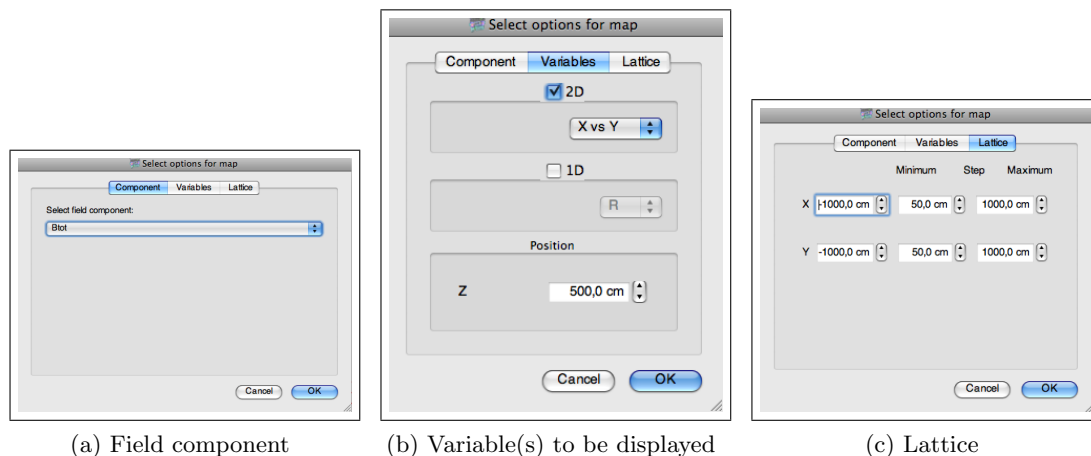 Select options for map
Component Variables Lattice
Select field component:
Btot
Cancel OK
(a) Field component
Select options for map
Component Variables Lattice
2D
X vs Y
1D
R
Position
Z 500,0 cm
Cancel OK
(b) Variable(s) to be displayed
Select options for map
Component Variables Lattice
Minimum Step Maximum
X -1000,0 cm 50,0 cm 1000,0 cm
Y -1000,0 cm 50,0 cm 1000,0 cm
Cancel OK
(c) Lattice